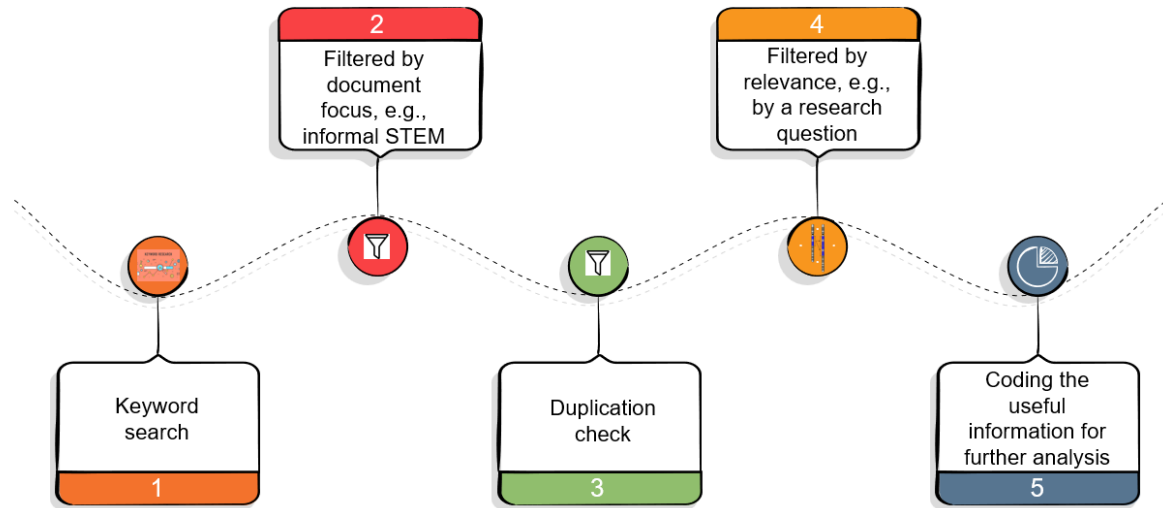 Keyword
search
1
2
Filtered by
document
focus, e.g.,
informal STEM
Duplication
check
3
4
Filtered by
relevance, e.g.,
by a research
question
Coding the
useful
information for
further analysis
5